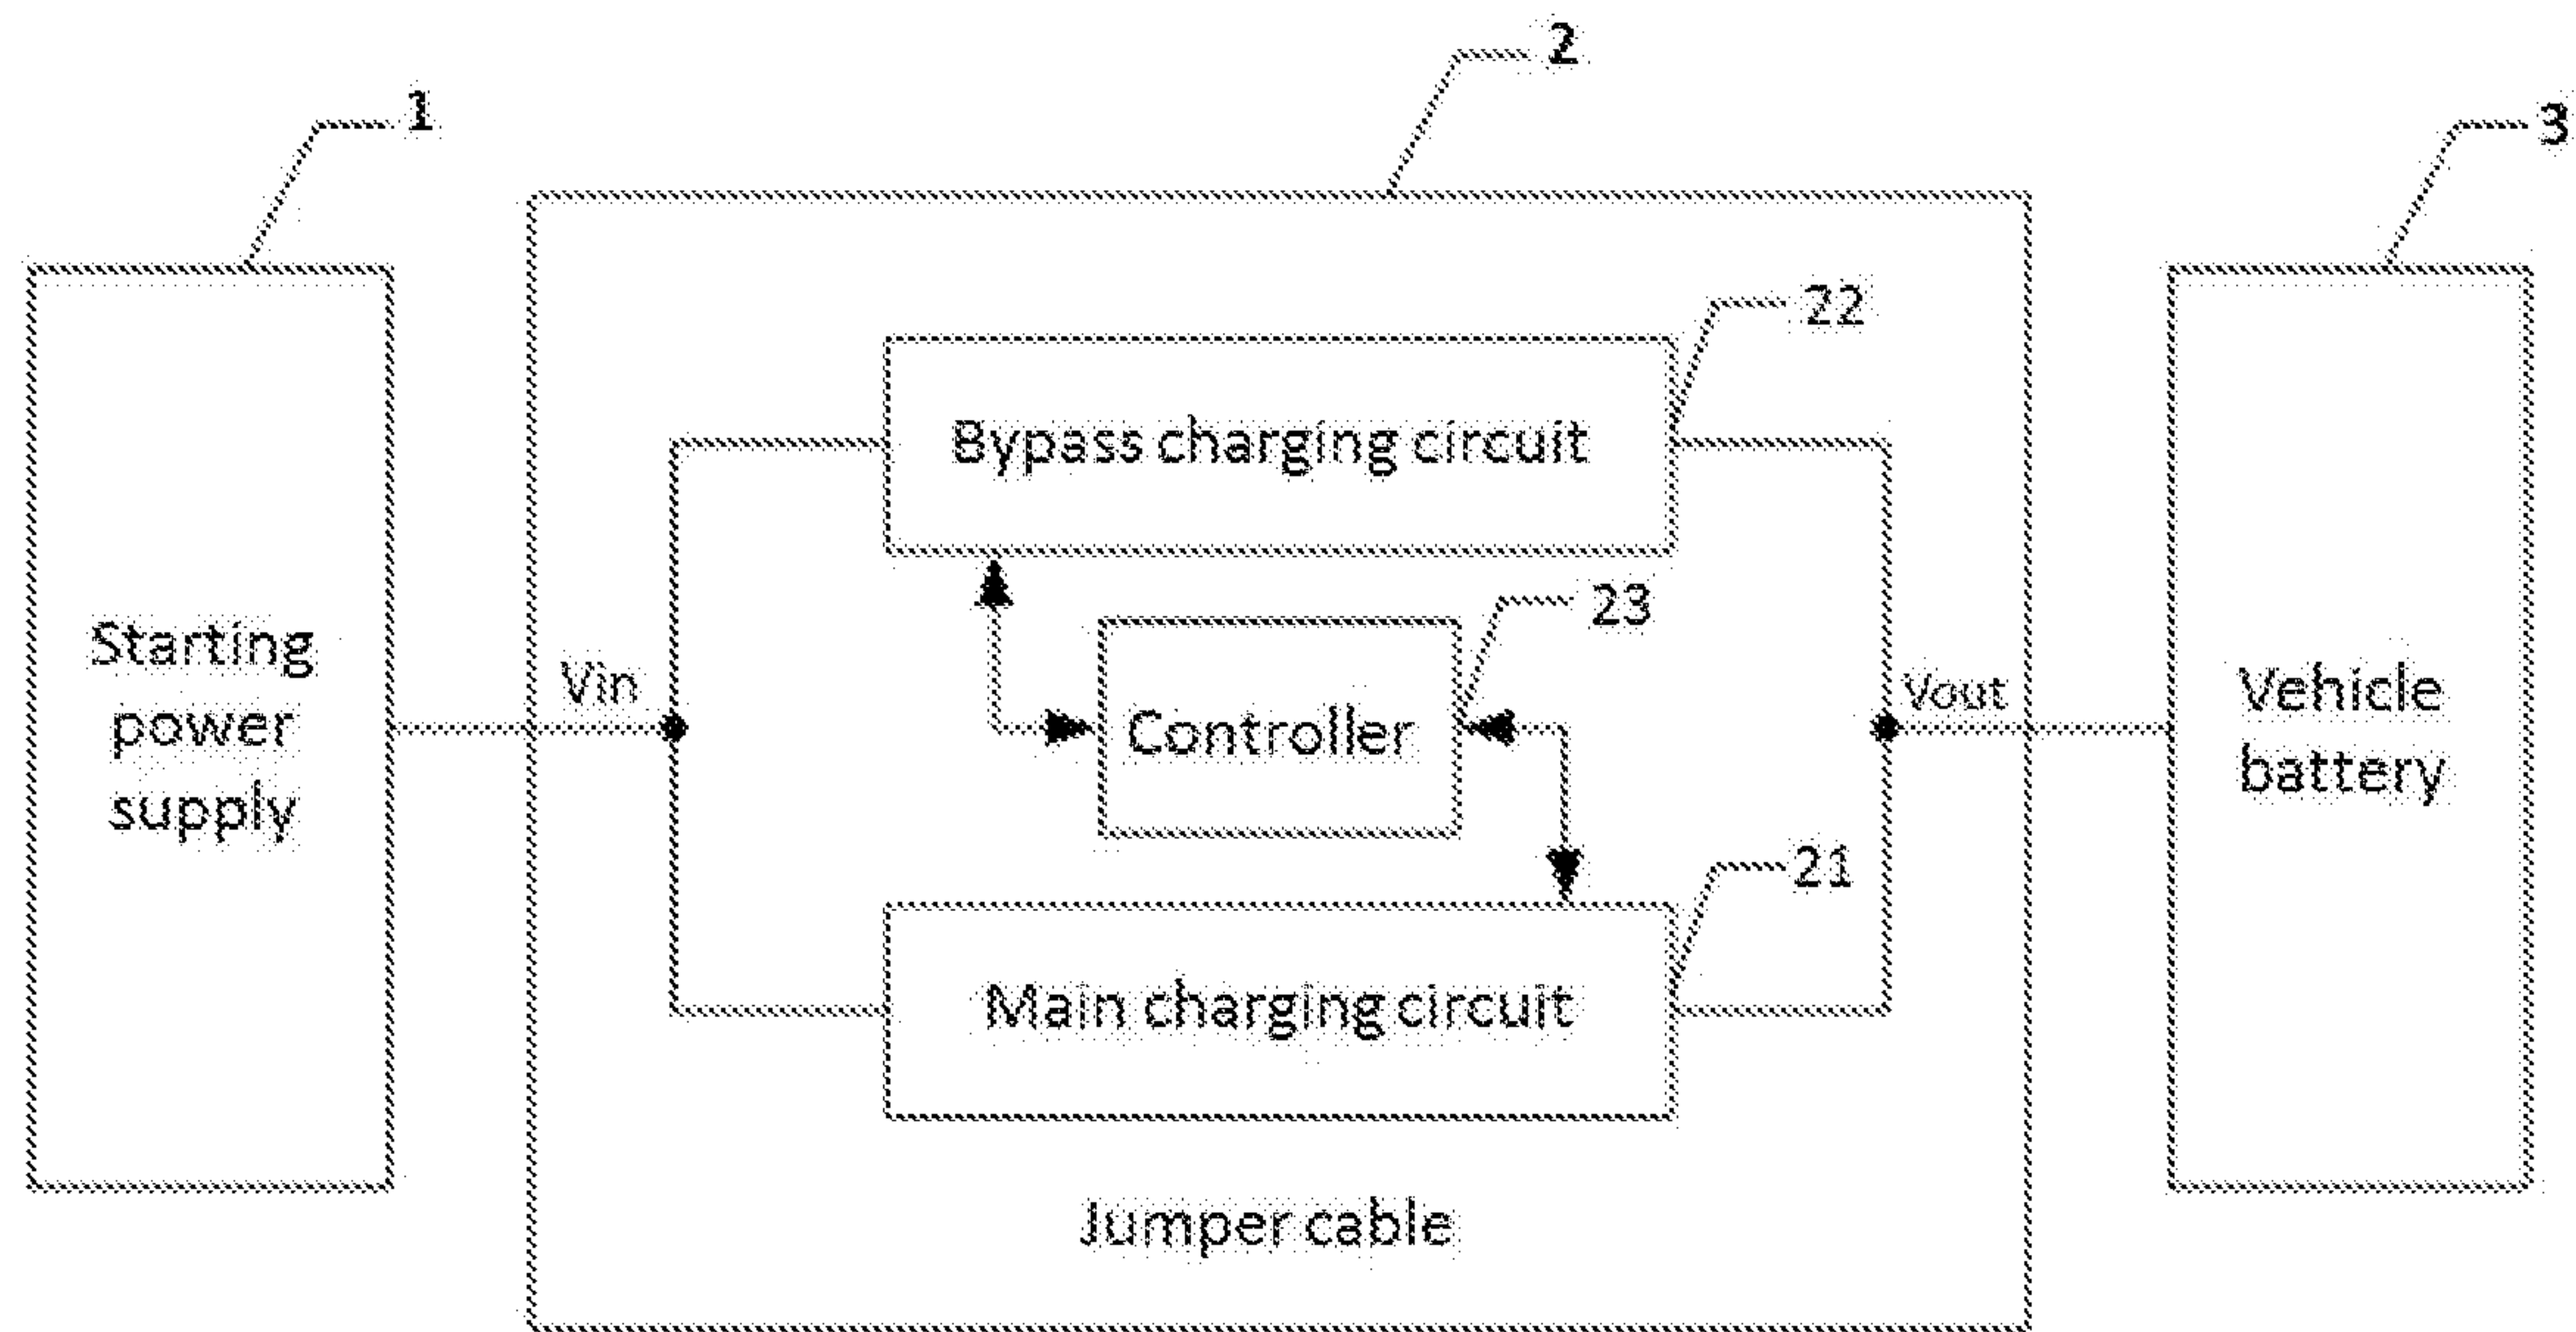 2
1
3
22
Bypass charging circuit
23
Starting
power
supply
Vin
Controller
Vout
Vehicle
battery
21
Main charging circuit
Jumper cable